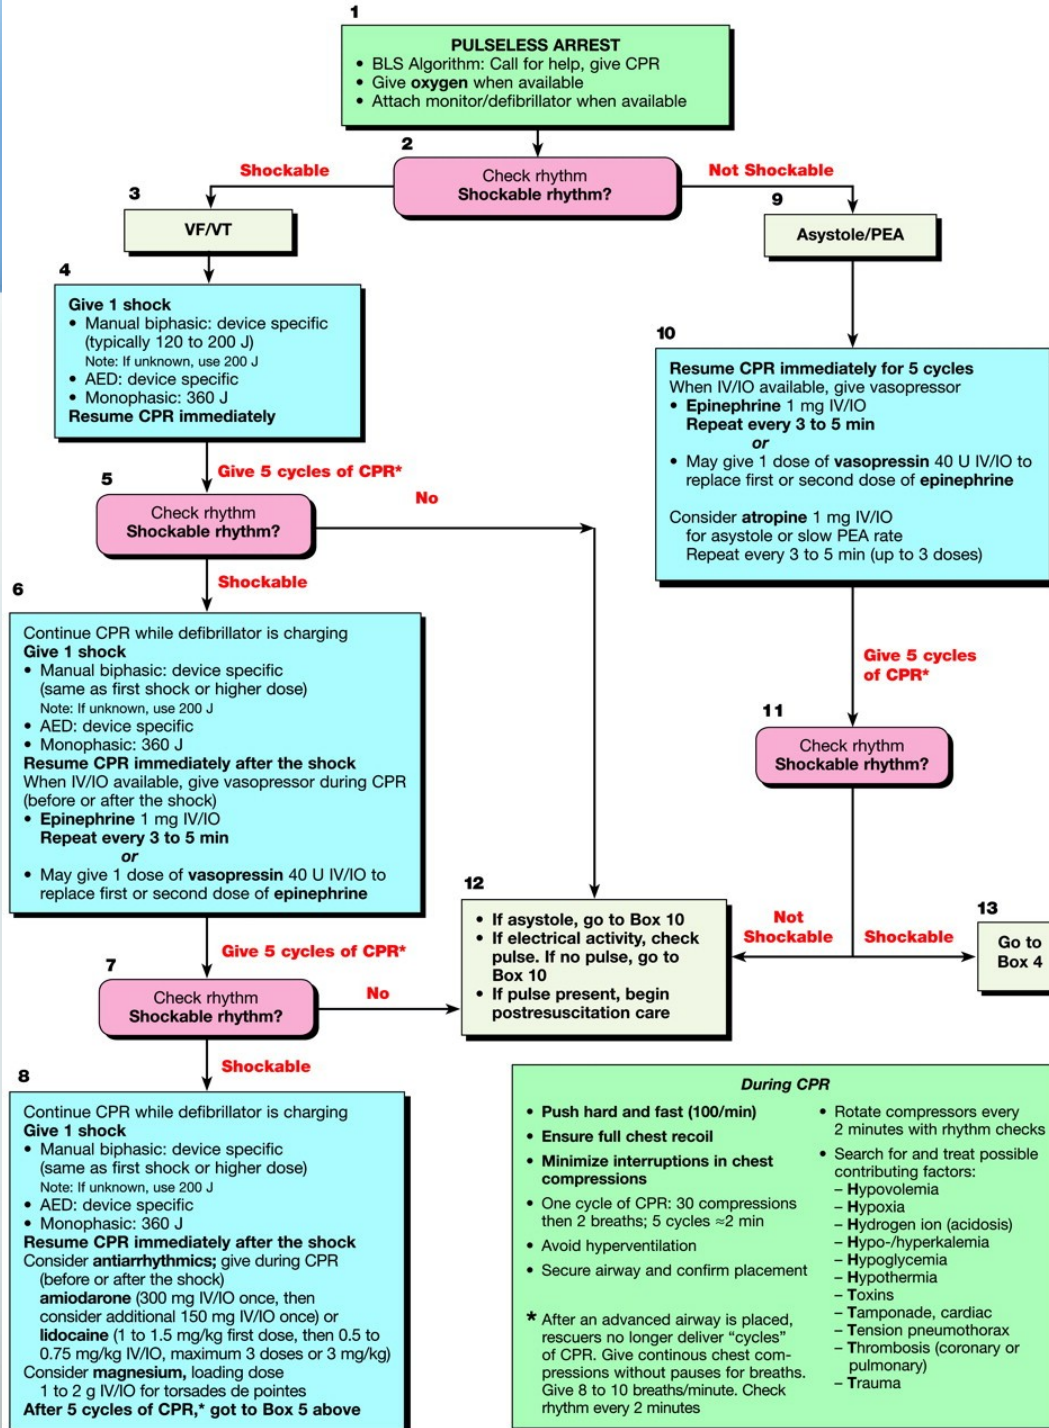 1
PULSELESS ARREST
• BLS Algorithm: Call for help, give CPR
• Give oxygen when available
• Attach monitor/defibrillator when available
2
Check rhythm
Shockable rhythm?
Shockable
Not Shockable
3
VF/VT
4
Give 1 shock
• Manual biphasic: device specific
(typically 120 to 200 J)
Note: If unknown, use 200 J
• AED: device specific
• Monophasic: 360 J
Resume CPR immediately
Give 5 cycles of CPR*
5
Check rhythm
Shockable rhythm?
No
Shockable
6
Continue CPR while defibrillator is charging
Give 1 shock
• Manual biphasic: device specific
(same as first shock or higher dose)
Note: If unknown, use 200 J
• AED: device specific
• Monophasic: 360 J
Resume CPR immediately after the shock
When IV/IO available, give vasopressor during CPR
(before or after the shock)
• Epinephrine 1 mg IV/IO
Repeat every 3 to 5 min
or
• May give 1 dose of vasopressin 40 U IV/IO to
replace first or second dose of epinephrine
Give 5 cycles of CPR*
7
Check rhythm
Shockable rhythm?
No
Shockable
8
Continue CPR while defibrillator is charging
Give 1 shock
• Manual biphasic: device specific
(same as first shock or higher dose)
Note: If unknown, use 200 J
• AED: device specific
• Monophasic: 360 J
Resume CPR immediately after the shock
Consider antiarrhythmics; give during CPR
(before or after the shock)
amiodarone (300 mg IV/IO once, then
consider additional 150 mg IV/IO once) or
lidocaine (1 to 1.5 mg/kg first dose, then 0.5 to
0.75 mg/kg IV/IO, maximum 3 doses or 3 mg/kg)
Consider magnesium, loading dose
1 to 2 g IV/IO for torsades de pointes
After 5 cycles of CPR,* got to Box 5 above
9
Asystole/PEA
10
Resume CPR immediately for 5 cycles
When IV/IO available, give vasopressor
• Epinephrine 1 mg IV/IO
Repeat every 3 to 5 min
or
• May give 1 dose of vasopressin 40 U IV/IO to
replace first or second dose of epinephrine
Consider atropine 1 mg IV/IO
for asystole or slow PEA rate
Repeat every 3 to 5 min (up to 3 doses)
Give 5 cycles
of CPR*
11
Check rhythm
Shockable rhythm?
Not
Shockable
Shockable
12
• If asystole, go to Box 10
• If electrical activity, check
pulse. If no pulse, go to
Box 10
• If pulse present, begin
postresuscitation care
13
Go to
Box 4
During CPR
• Push hard and fast (100/min)
• Ensure full chest recoil
• Minimize interruptions in chest
compressions
• One cycle of CPR: 30 compressions
then 2 breaths; 5 cycles ≈2 min
• Avoid hyperventilation
• Secure airway and confirm placement
* After an advanced airway is placed,
rescuers no longer deliver “cycles”
of CPR. Give continous chest com-
pressions without pauses for breaths.
Give 8 to 10 breaths/minute. Check
rhythm every 2 minutes
• Rotate compressors every
2 minutes with rhythm checks
• Search for and treat possible
contributing factors:
– Hypovolemia
– Hypoxia
– Hydrogen ion (acidosis)
– Hypo-/hyperkalemia
– Hypoglycemia
– Hypothermia
– Toxins
– Tamponade, cardiac
– Tension pneumothorax
– Thrombosis (coronary or
pulmonary)
– Trauma